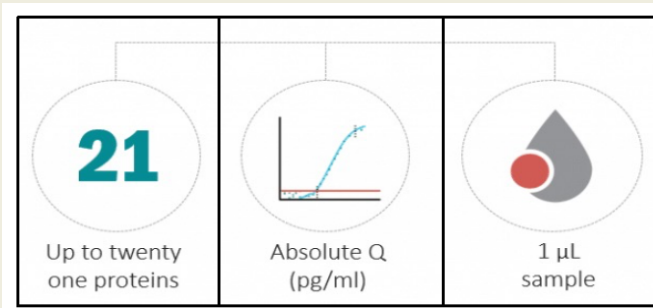 21
Up to twenty
one proteins
Absolute Q
(pg/ml)
1 µL
sample